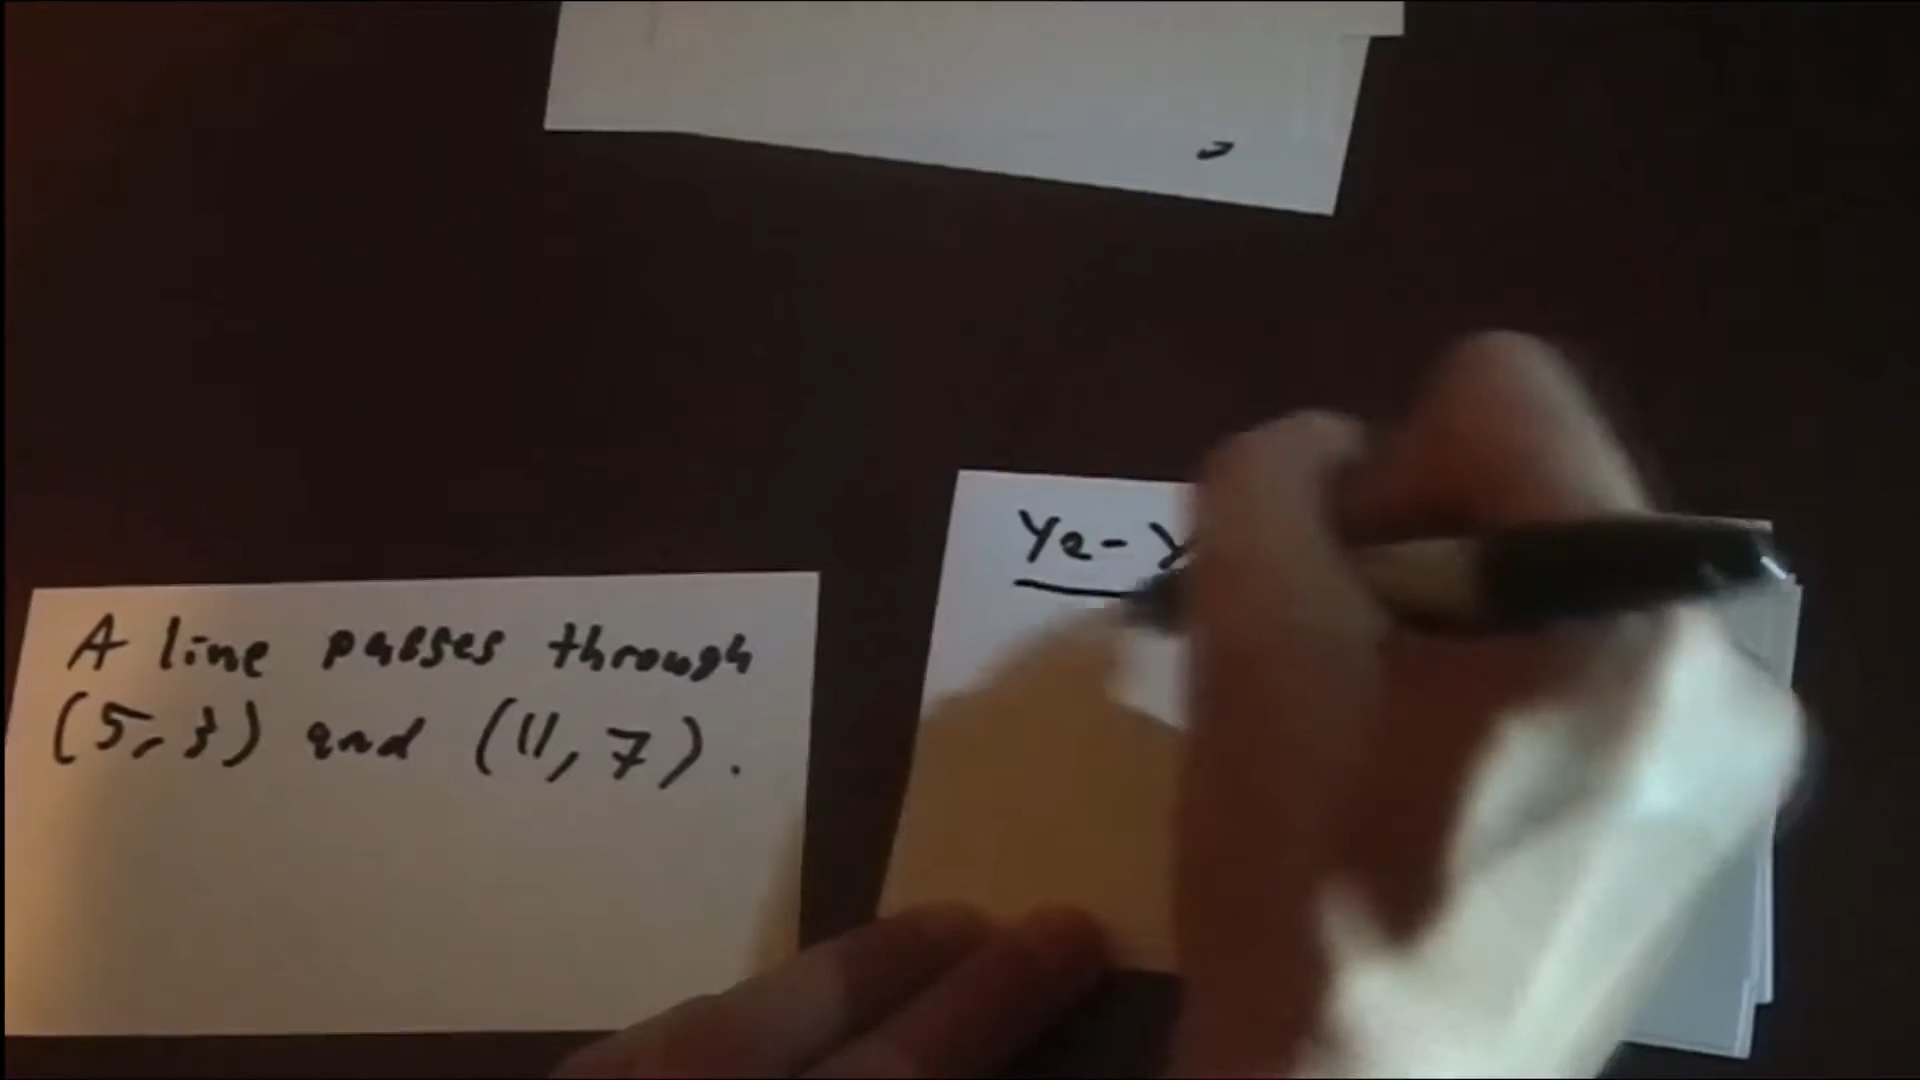 A line passes through
(5, 3) and (11, 7).
Y2 - Y